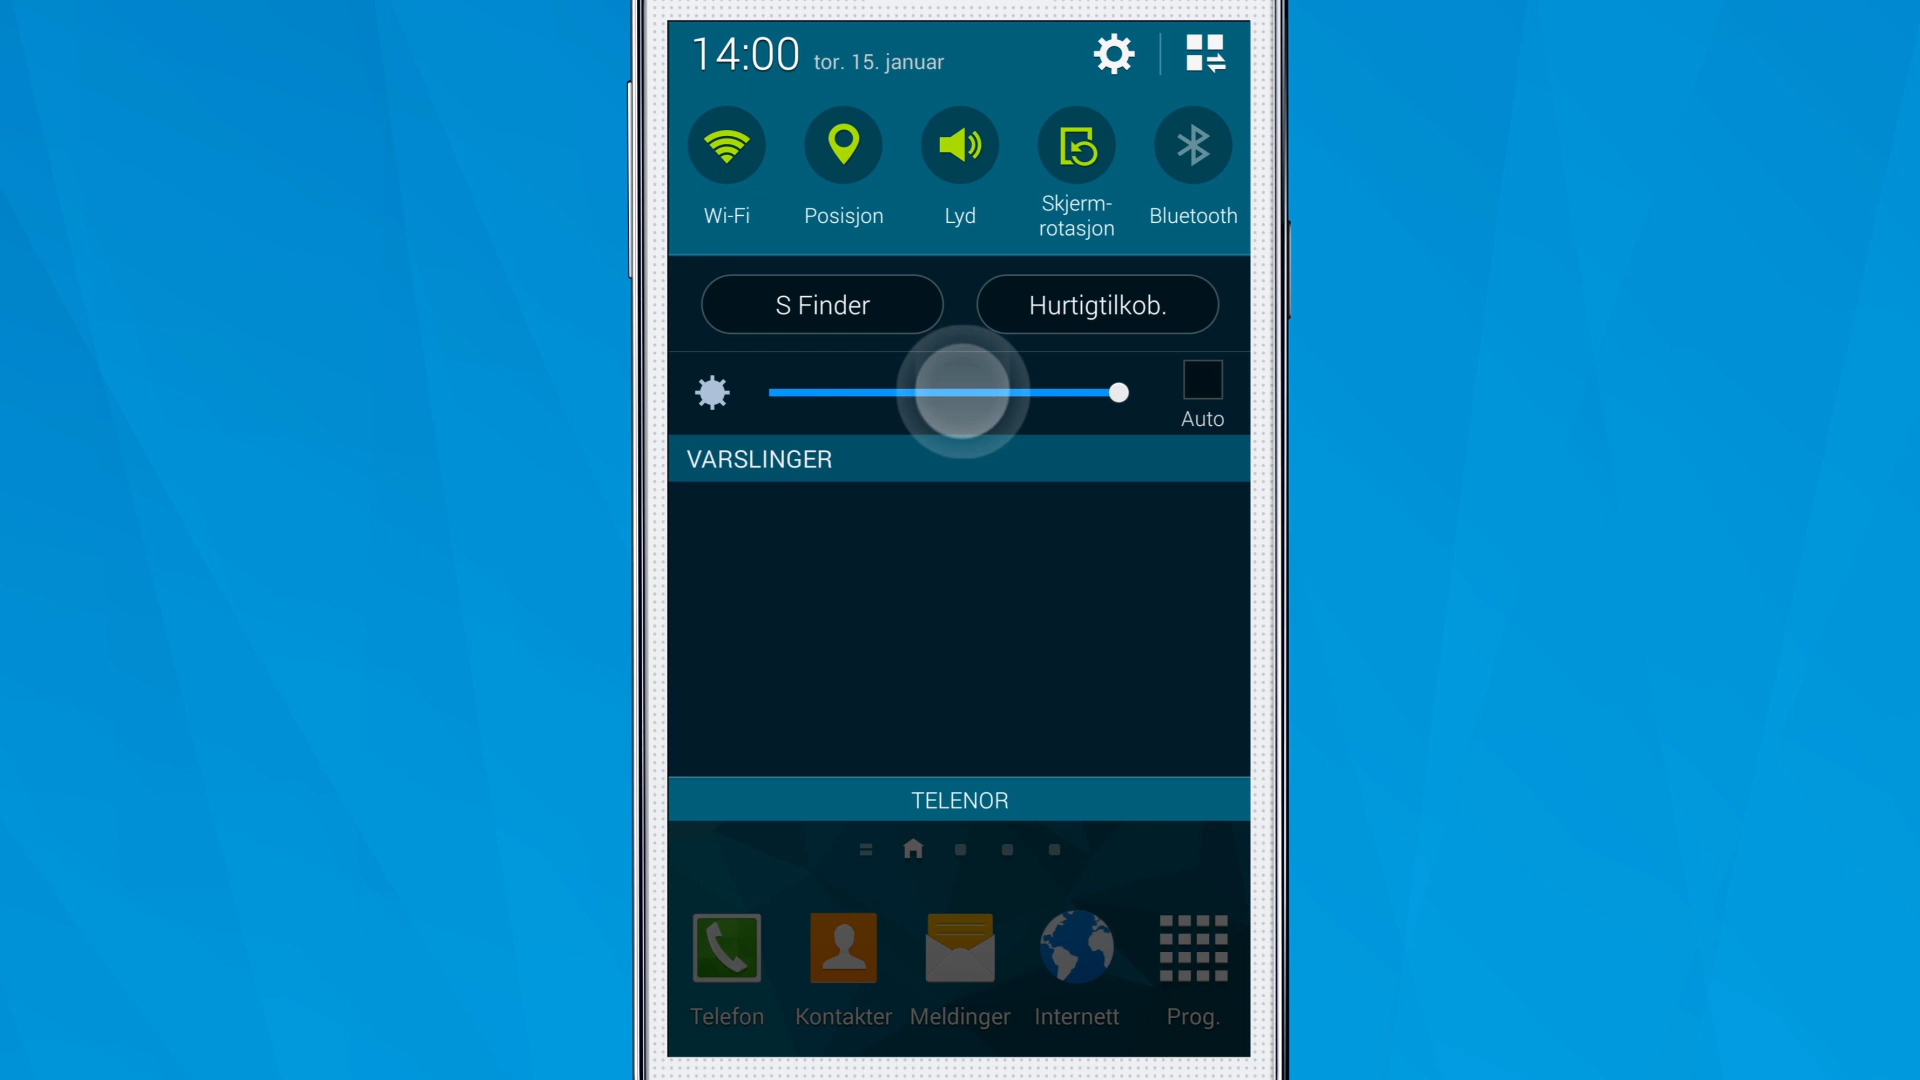 14:00 tor. 15. januar
Wi-Fi
Posisjon
Lyd
Skjerm-
rotasjon
Bluetooth
S Finder
Hurtigtilkob.
Auto
VARSLINGER
TELENOR
Telefon
Kontakter
Meldinger
Internett
Prog.